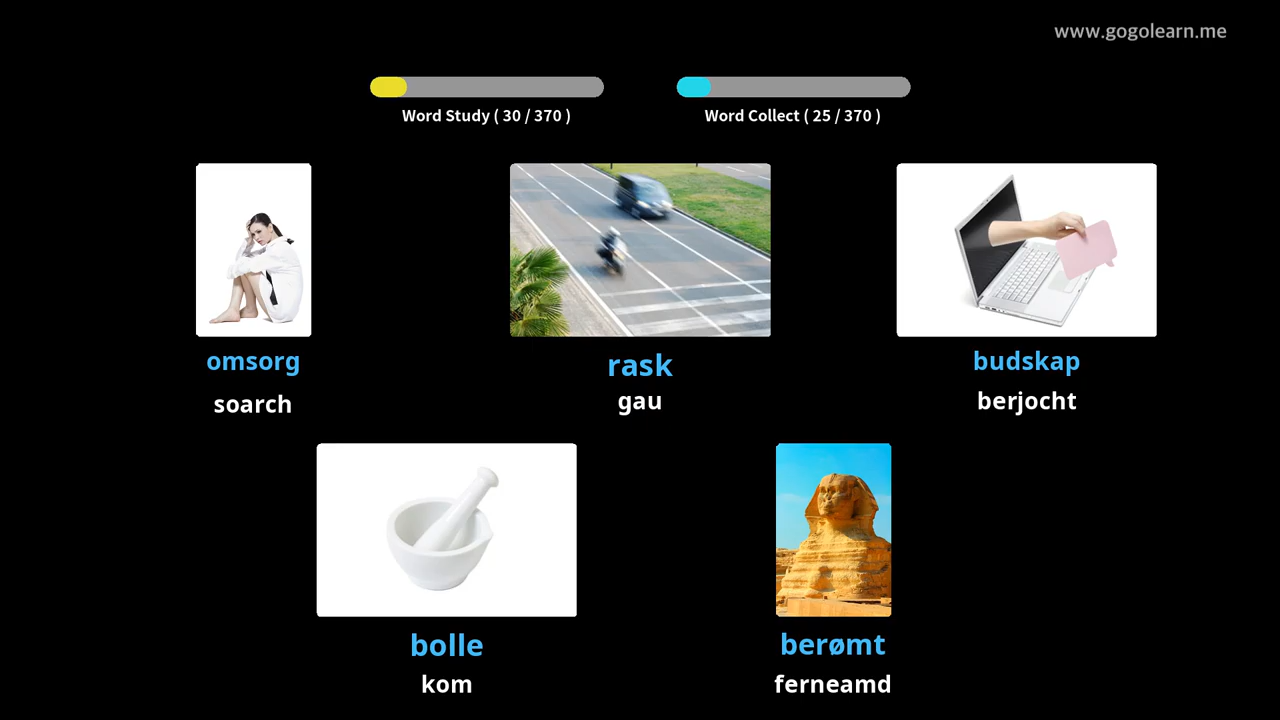 www.gogolearn.me
Word Study ( 30 / 370 )
Word Collect ( 25 / 370 )
omsorg
soarch
rask
gau
budskap
berjocht
bolle
kom
berømt
ferneamd